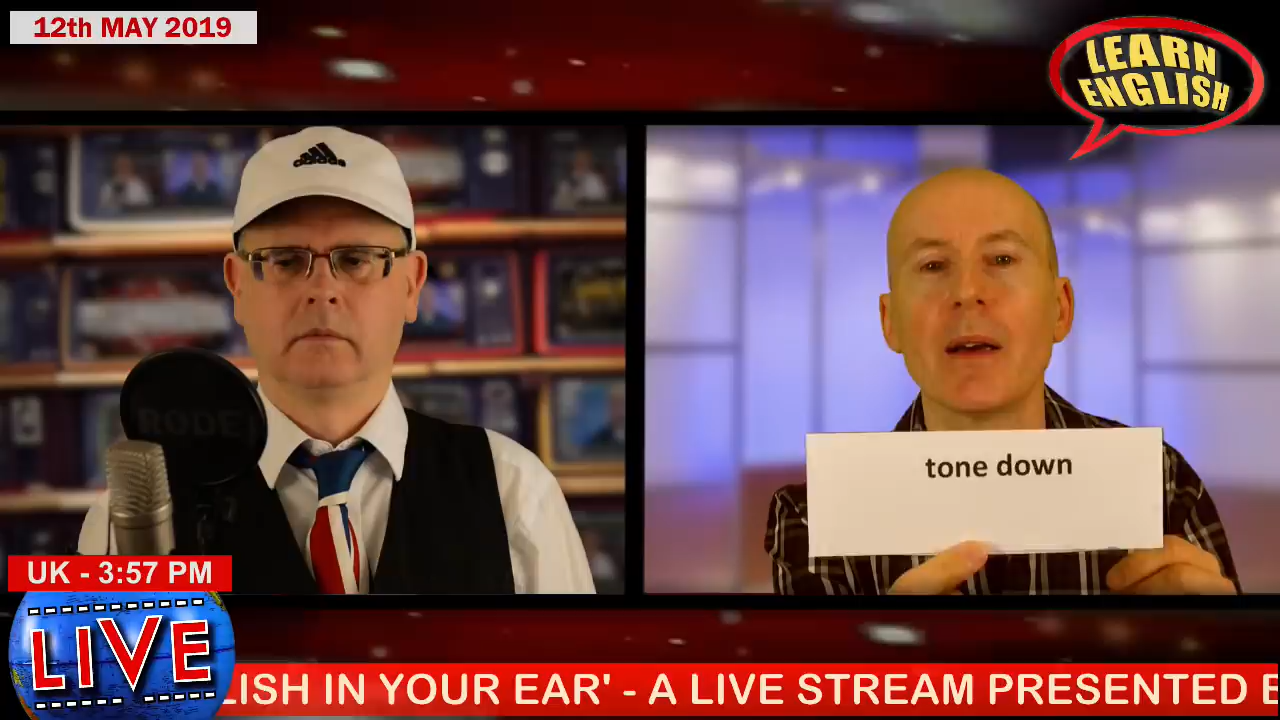 12th MAY 2019
LEARN
ENGLISH
adidas
RODE
tone down
UK - 3:57 PM
LIVE
LISH IN YOUR EAR' - A LIVE STREAM PRESENTED